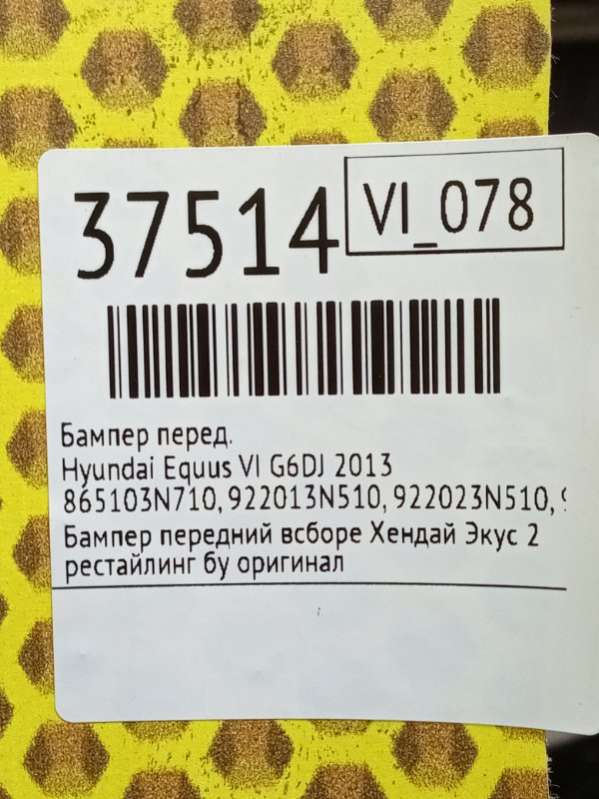 37514
VI_078
Бампер перед.
Hyundai Equus VI G6DJ 2013
865103N710, 922013N510, 922023N510,
Бампер передний всборе Хендай Экус 2
рестайлинг бу оригинал